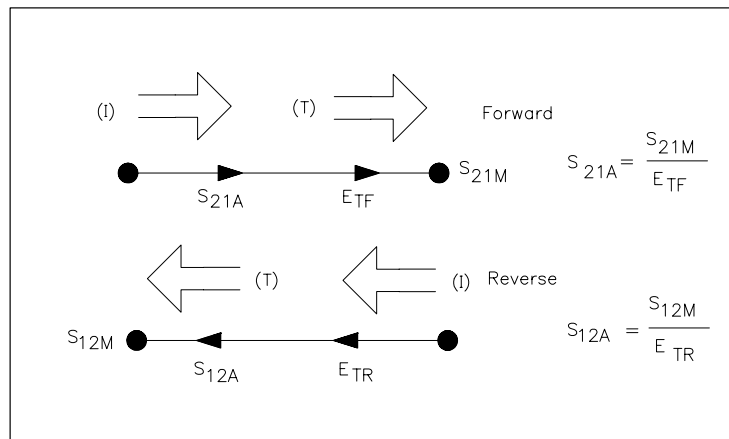 (I)
(T)
Forward
S21A
ETF
S21M
S21A = S21M / ETF
(T)
(I)
Reverse
S12M
S12A
ETR
S12A = S12M / ETR